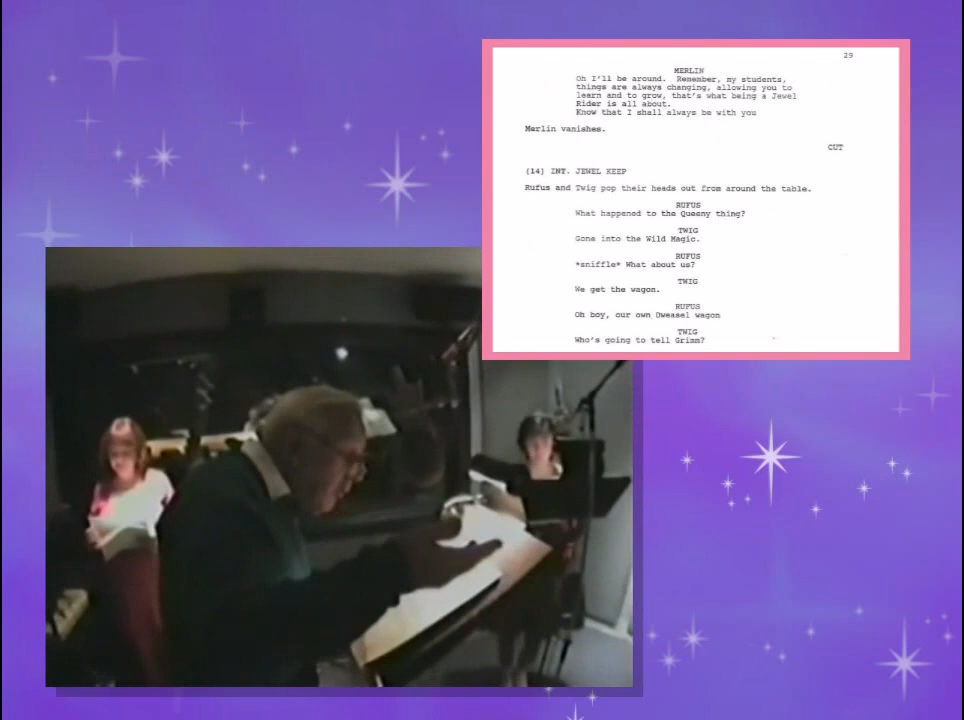 29
MERLIN
Oh I'll be around. Remember, my students,
things are always changing, allowing you to
learn and to grow, that's what being a Jewel
Rider is all about.
Know that I shall always be with you
Merlin vanishes.
CUT
(14) INT. JEWEL KEEP
Rufus and Twig pop their heads out from around the table.
RUFUS
What happened to the Queeny thing?
TWIG
Gone into the Wild Magic.
RUFUS
*sniffle* What about us?
TWIG
We get the wagon.
RUFUS
Oh boy, our own Dweasel wagon
TWIG
Who's going to tell Grimm?